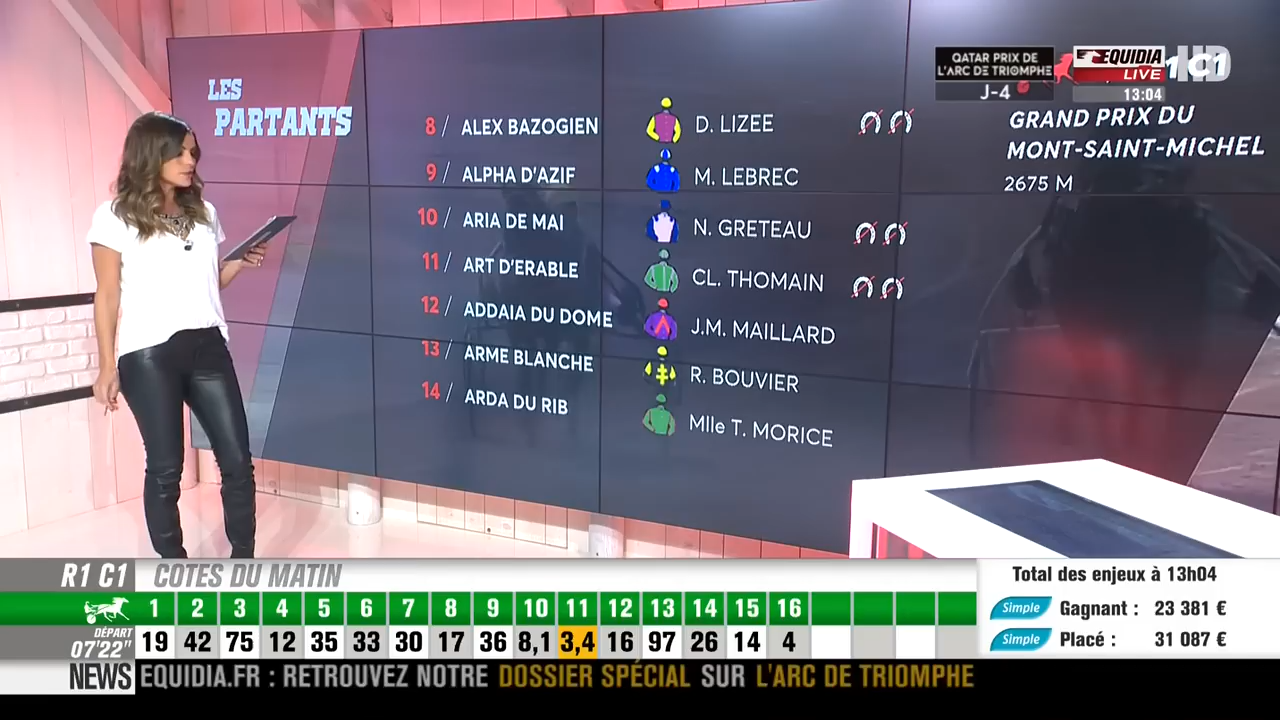 QATAR PRIX DE
L'ARC DE TRIOMPHE
J-4
EQUIDIA
LIVE
HD
13:04
C1
LES
PARTANTS
GRAND PRIX DU
MONT-SAINT-MICHEL
2675 M
8 / ALEX BAZOGIEN D. LIZEE
9 / ALPHA D'AZIF M. LEBREC
10 / ARIA DE MAI N. GRETEAU
11 / ART D'ERABLE CL. THOMAIN
12 / ADDAIA DU DOME J.M. MAILLARD
13 / ARME BLANCHE R. BOUVIER
14 / ARDA DU RIB Mlle T. MORICE
R1 C1 COTES DU MATIN
1 2 3 4 5 6 7 8 9 10 11 12 13 14 15 16
DÉPART
07'22"
19 42 75 12 35 33 30 17 36 8,1 3,4 16 97 26 14 4
Total des enjeux à 13h04
Simple Gagnant : 23 381 €
Simple Placé : 31 087 €
NEWS EQUIDIA.FR : RETROUVEZ NOTRE DOSSIER SPÉCIAL SUR L'ARC DE TRIOMPHE